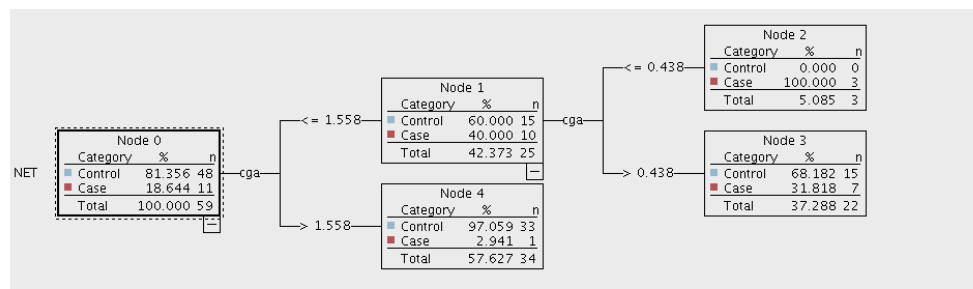 NET
Node 0
Category % n
Control 81.356 48
Case 18.644 11
Total 100.000 59
cga
<= 1.558
Node 1
Category % n
Control 60.000 15
Case 40.000 10
Total 42.373 25
> 1.558
Node 4
Category % n
Control 97.059 33
Case 2.941 1
Total 57.627 34
cga
<= 0.438
Node 2
Category % n
Control 0.000 0
Case 100.000 3
Total 5.085 3
> 0.438
Node 3
Category % n
Control 68.182 15
Case 31.818 7
Total 37.288 22